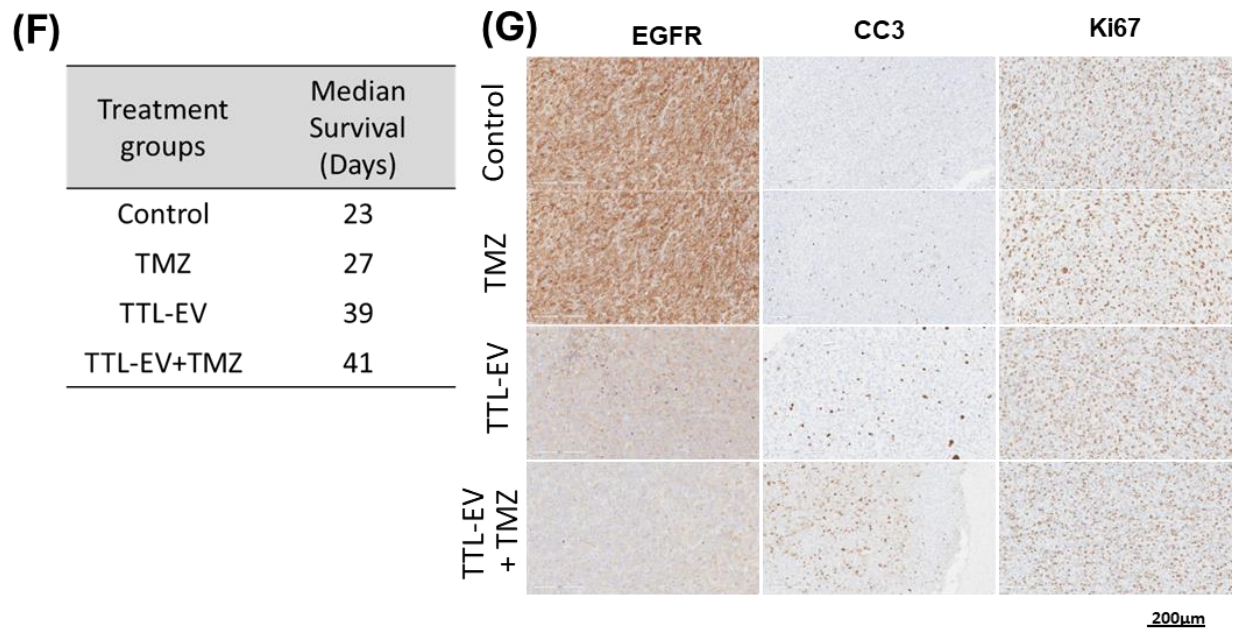 (F)
Treatment groups
Median Survival (Days)
Control 23
TMZ 27
TTL-EV 39
TTL-EV+TMZ 41
(G)
EGFR CC3 Ki67
Control
TMZ
TTL-EV
TTL-EV + TMZ
200μm